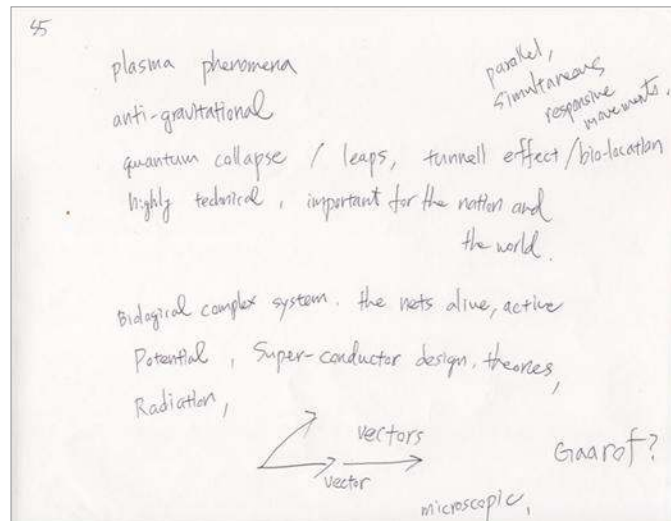 45
plasma phenomena
parallel,
simultaneous
responsive
movements,
anti-gravitational
quantum collapse / leaps, tunnell effect/bio-location
highly technical, important for the nation and
the world.
Biological complex system. the nets alive, active
Potential, Super-conductor design, theories,
Radiation,
vectors
vector
Gaarof?
microscopic,